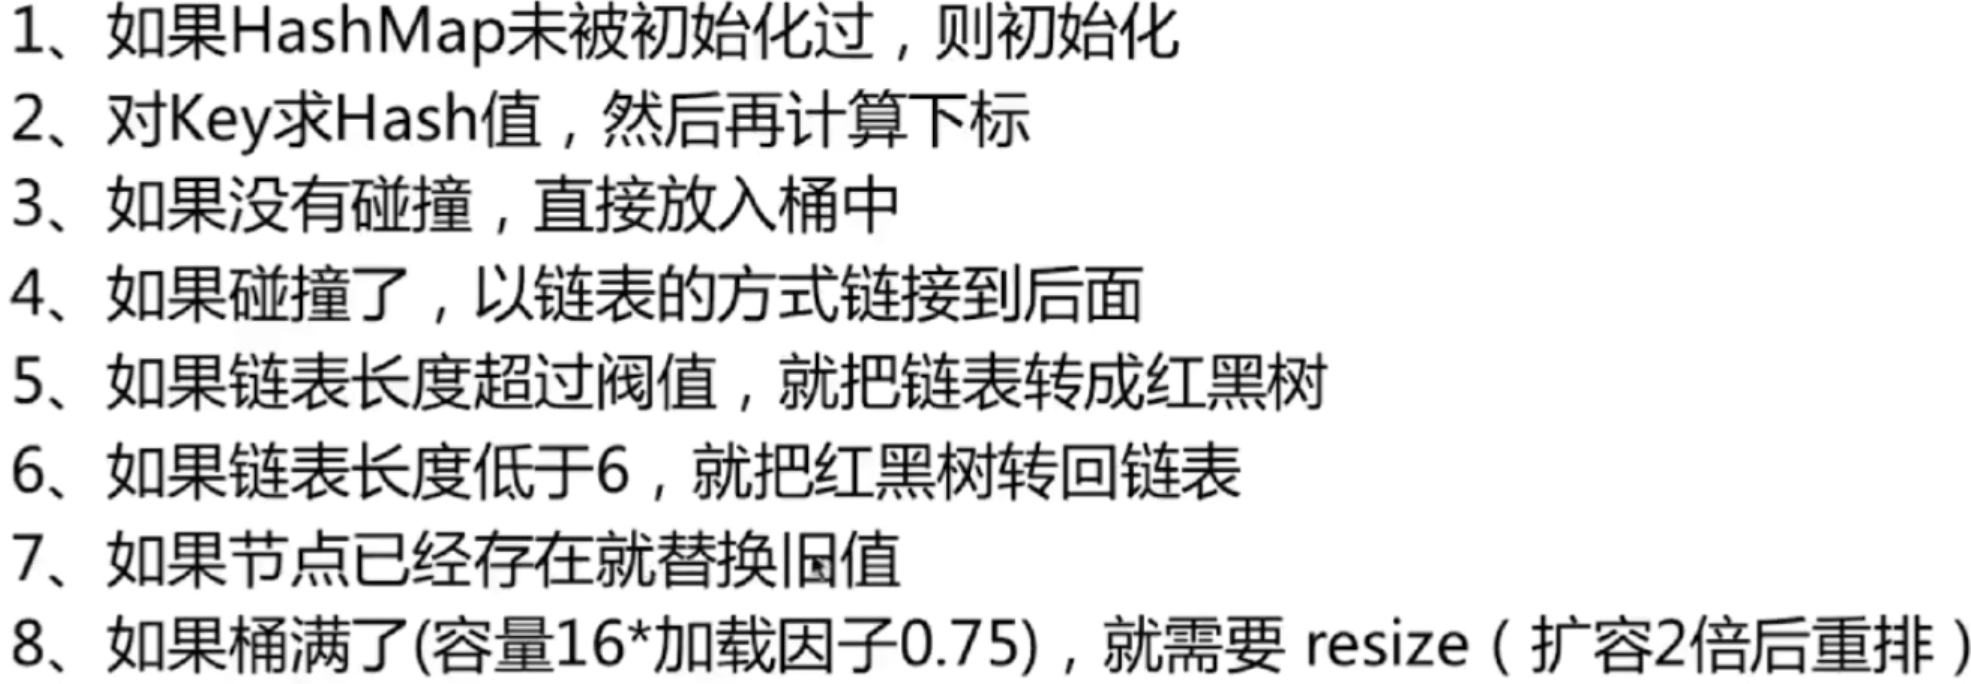 1、如果HashMap未被初始化过，则初始化
2、对Key求Hash值，然后再计算下标
3、如果没有碰撞，直接放入桶中
4、如果碰撞了，以链表的方式链接到后面
5、如果链表长度超过阀值，就把链表转成红黑树
6、如果链表长度低于6，就把红黑树转回链表
7、如果节点已经存在就替换旧值
8、如果桶满了(容量16*加载因子0.75)，就需要 resize（扩容2倍后重排）